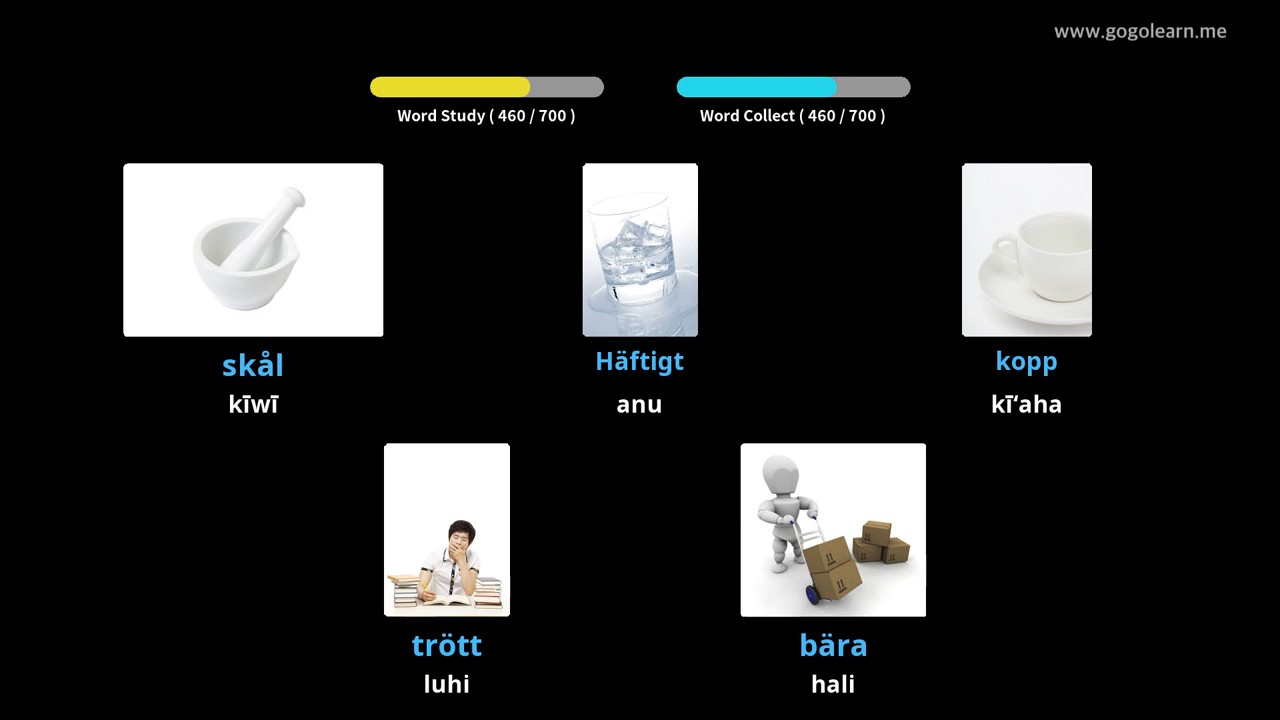 www.gogolearn.me
Word Study ( 460 / 700 )
Word Collect ( 460 / 700 )
skål
kīwī
Häftigt
anu
kopp
kīʻaha
trött
luhi
bära
hali